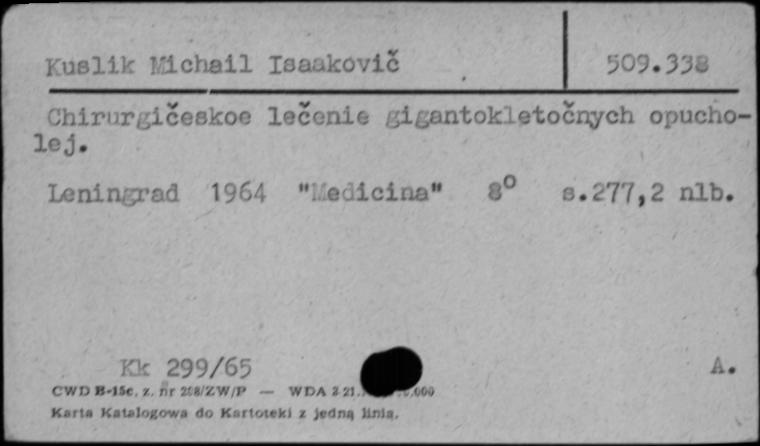 Kuslik Michail Isaakovič 509.338
Chirurgičeskoe lečenie gigantokletočnych opucho-
lej.
Leningrad 1964 "Medicina" 8° s.277,2 nlb.
Kk 299/65 A.
CWD B-15c, z. nr 298/ZW/P — WDA
Karta Katalogowa do Kartoteki z jedną linią.